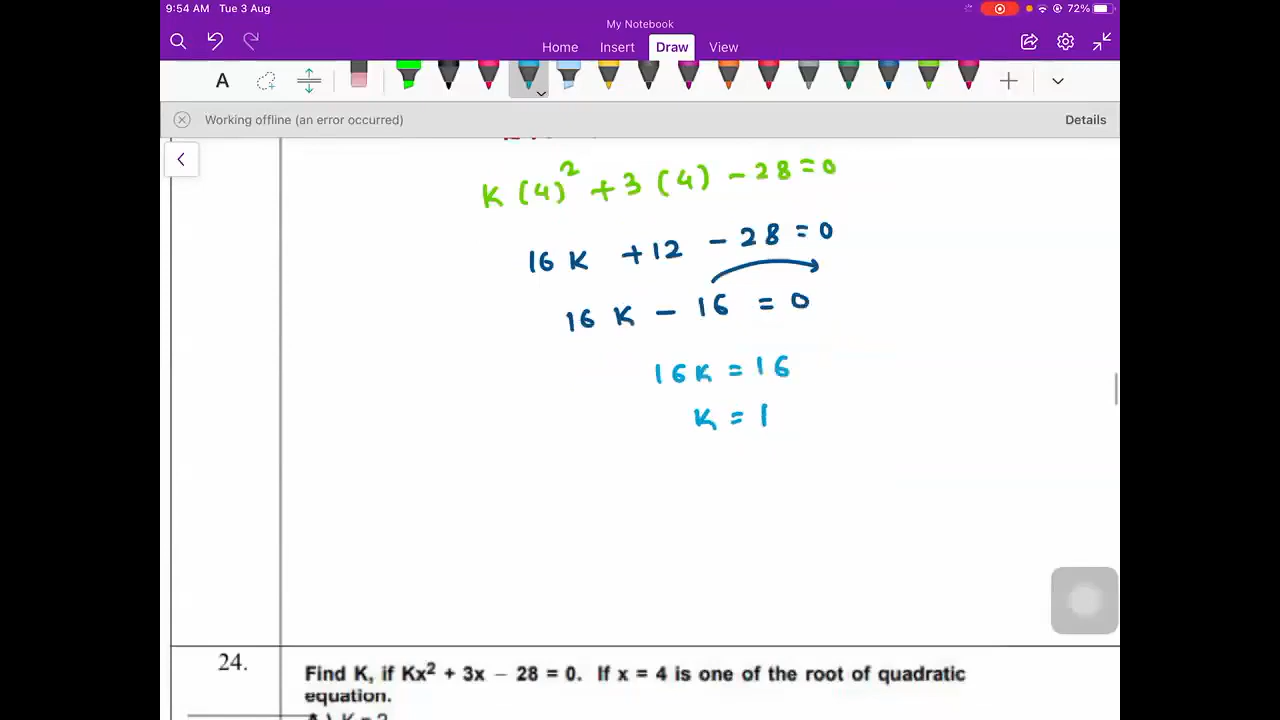 9:54 AM Tue 3 Aug
72%
My Notebook
Home Insert Draw View
A
Working offline (an error occurred) Details
K (4)² + 3 (4) - 28 = 0
16 K + 12 - 28 = 0
16 K - 16 = 0
16K = 16
K = 1
24.
Find K, if Kx² + 3x – 28 = 0. If x = 4 is one of the root of quadratic
equation.